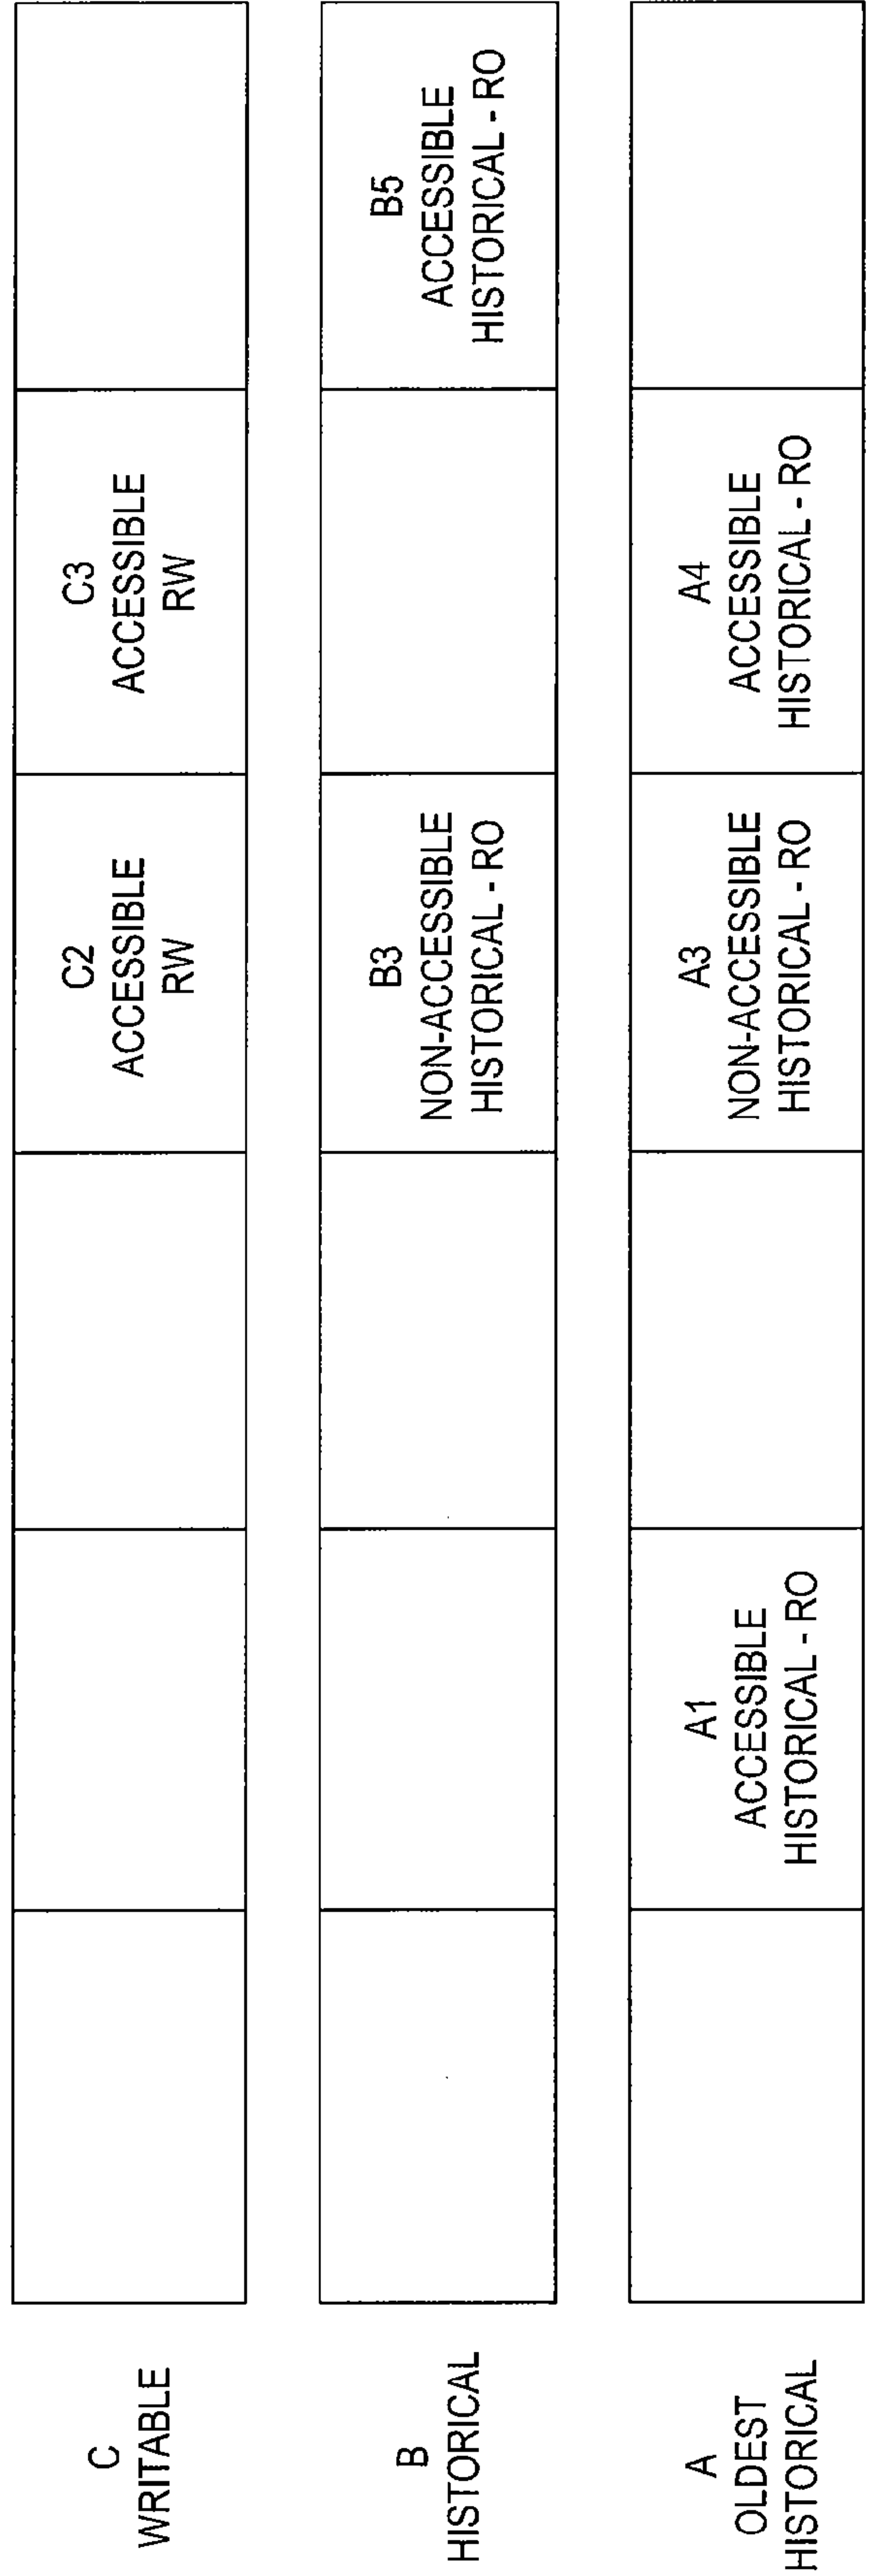 C
WRITABLE
C2
ACCESSIBLE
RW
C3
ACCESSIBLE
RW
B
HISTORICAL
B3
NON-ACCESSIBLE
HISTORICAL - RO
B5
ACCESSIBLE
HISTORICAL - RO
A
OLDEST
HISTORICAL
A1
ACCESSIBLE
HISTORICAL - RO
A3
NON-ACCESSIBLE
HISTORICAL - RO
A4
ACCESSIBLE
HISTORICAL - RO